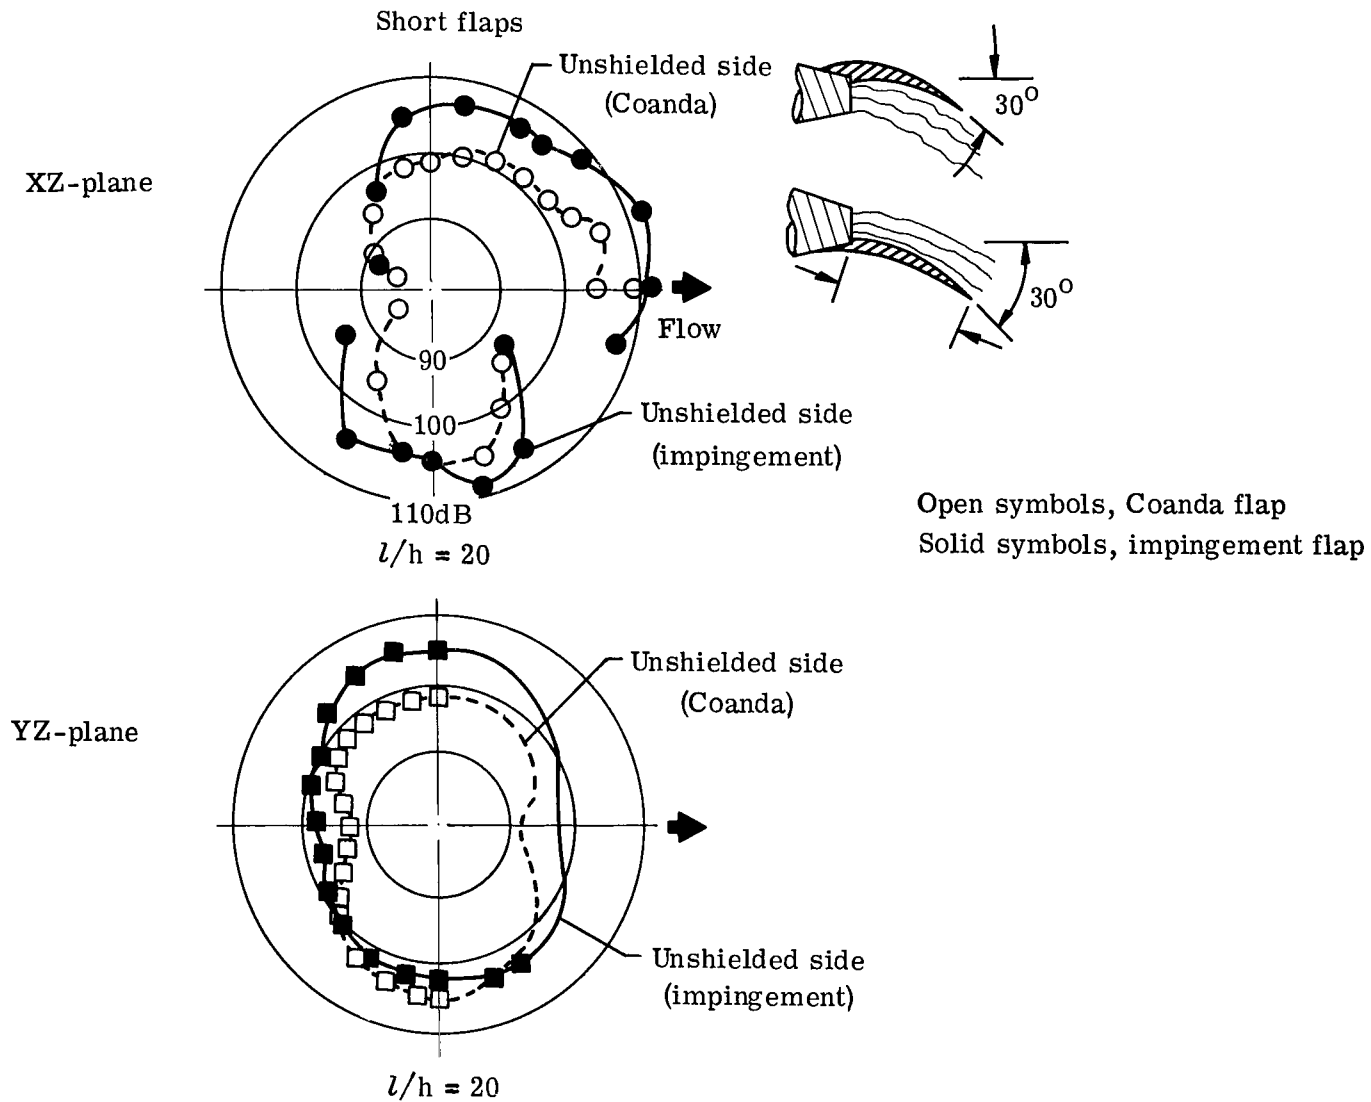 Short flaps
Unshielded side
(Coanda)
30°
XZ-plane
30°
Flow
90
100
Unshielded side
(impingement)
110dB
l/h = 20
Open symbols, Coanda flap
Solid symbols, impingement flap
Unshielded side
(Coanda)
YZ-plane
Unshielded side
(impingement)
l/h = 20